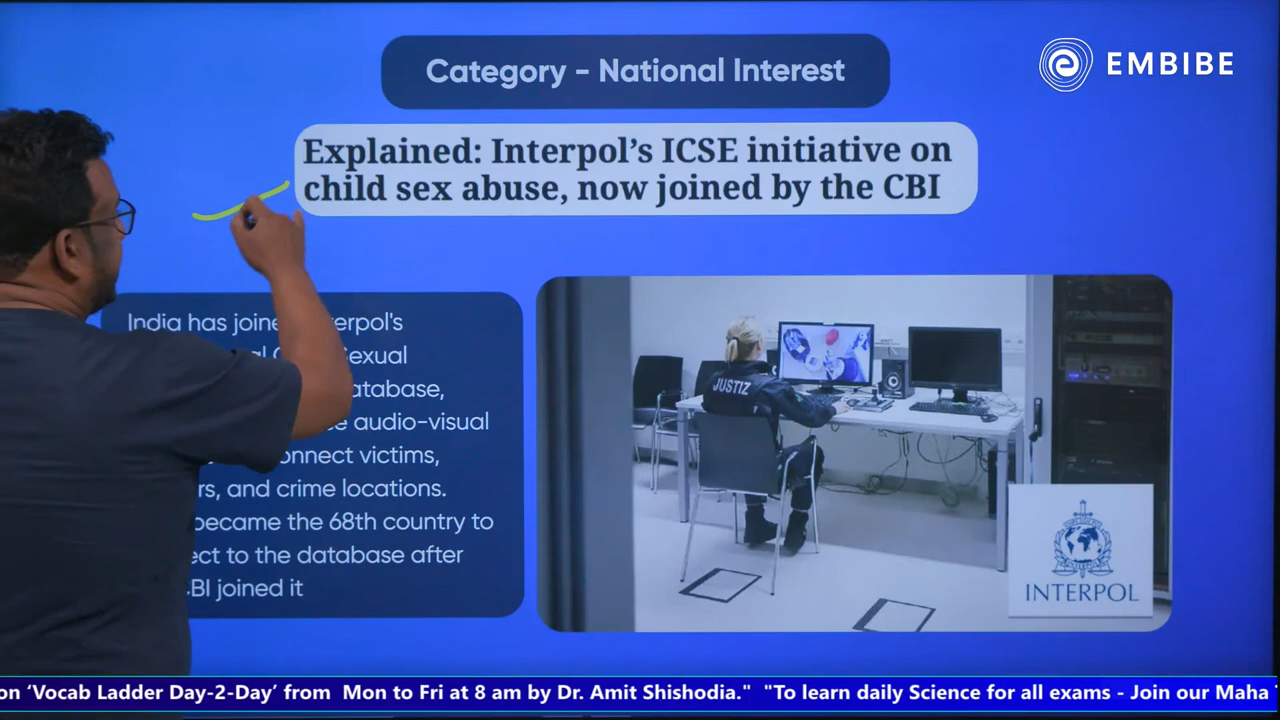 Category - National Interest
EMBIBE
Explained: Interpol's ICSE initiative on
child sex abuse, now joined by the CBI
India has joine erpol's
exual
atabase,
audio-visual
onnect victims,
rs, and crime locations.
became the 68th country to
ect to the database after
BI joined it
JUSTIZ
INTERPOL
on 'Vocab Ladder Day-2-Day' from Mon to Fri at 8 am by Dr. Amit Shishodia." "To learn daily Science for all exams - Join our Maha